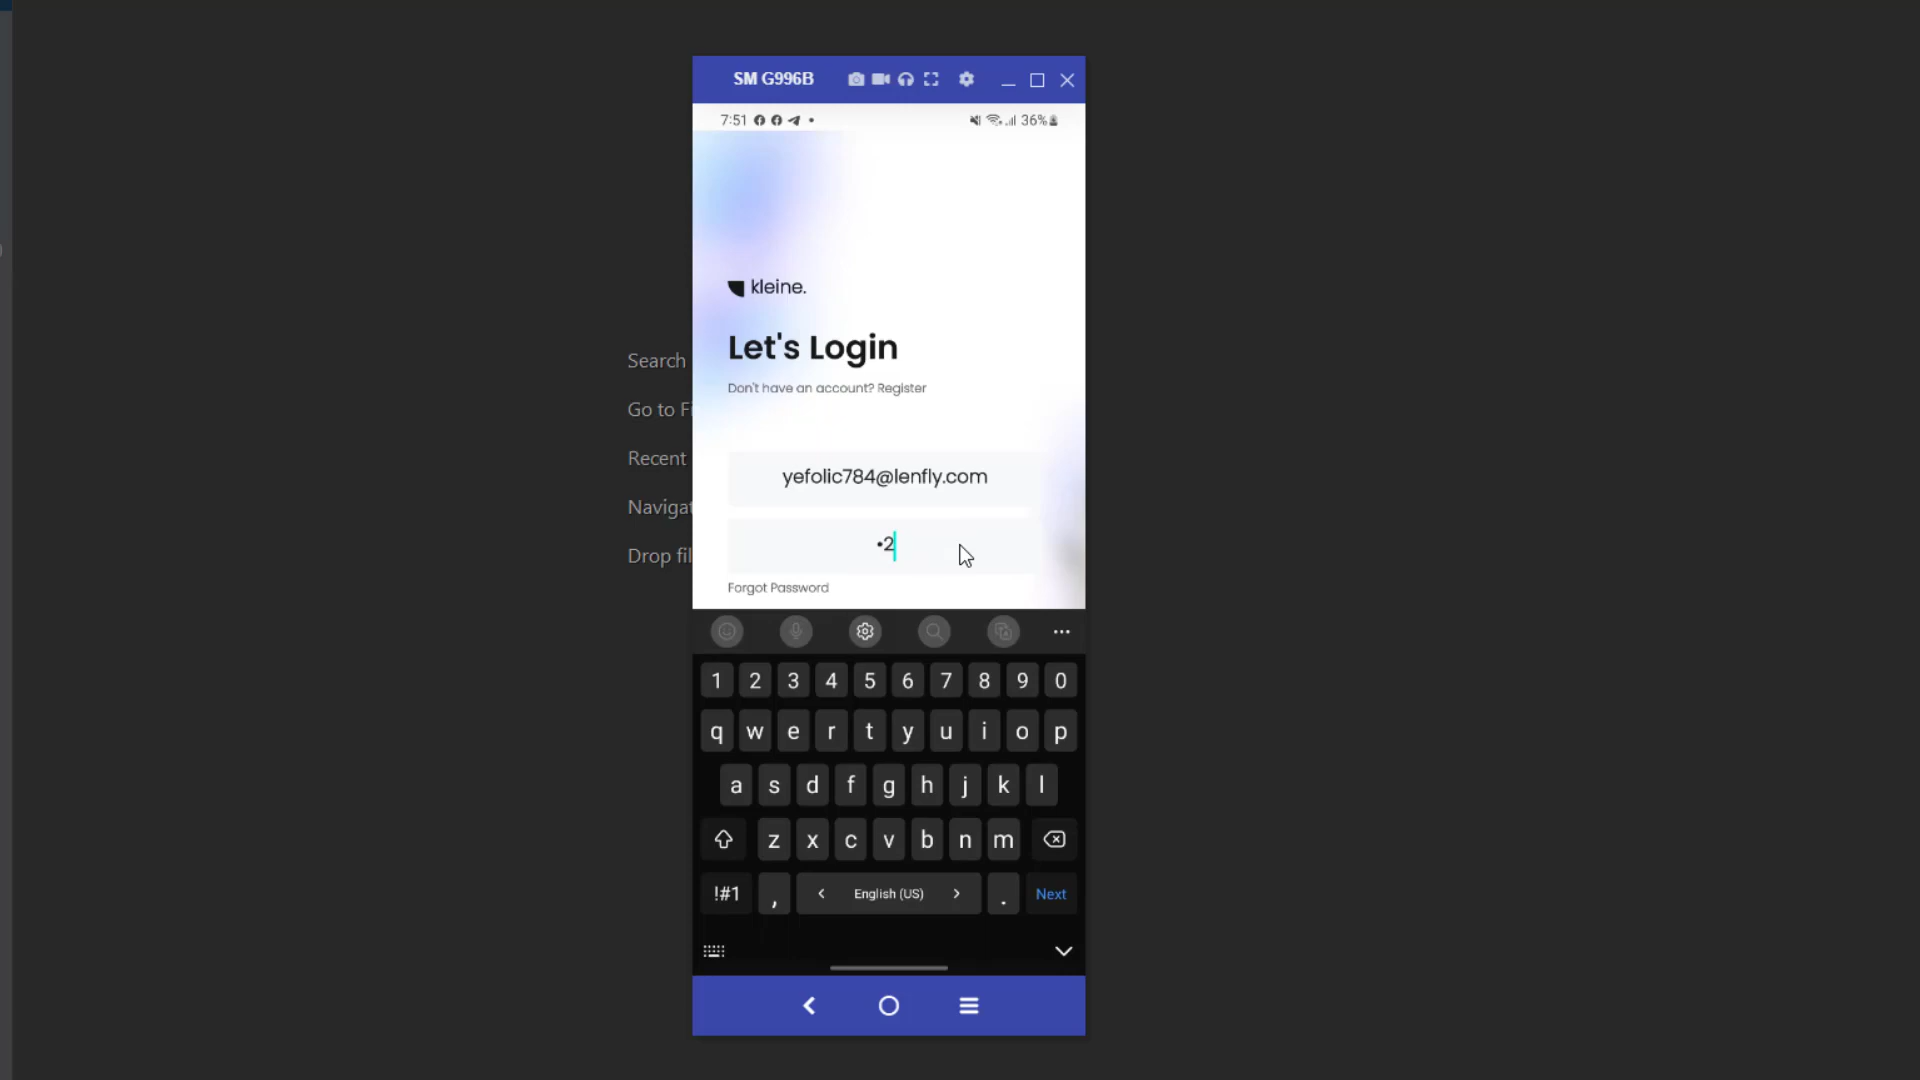 SM G996B
7:51
36%
kleine.
Let's Login
Don't have an account? Register
Search
Go to Fi
Recent
Navigat
Drop fil
yefolic784@lenfly.com
•2
Forgot Password
1 2 3 4 5 6 7 8 9 0
q w e r t y u i o p
a s d f g h j k l
z x c v b n m
!#1 , < English (US) > . Next